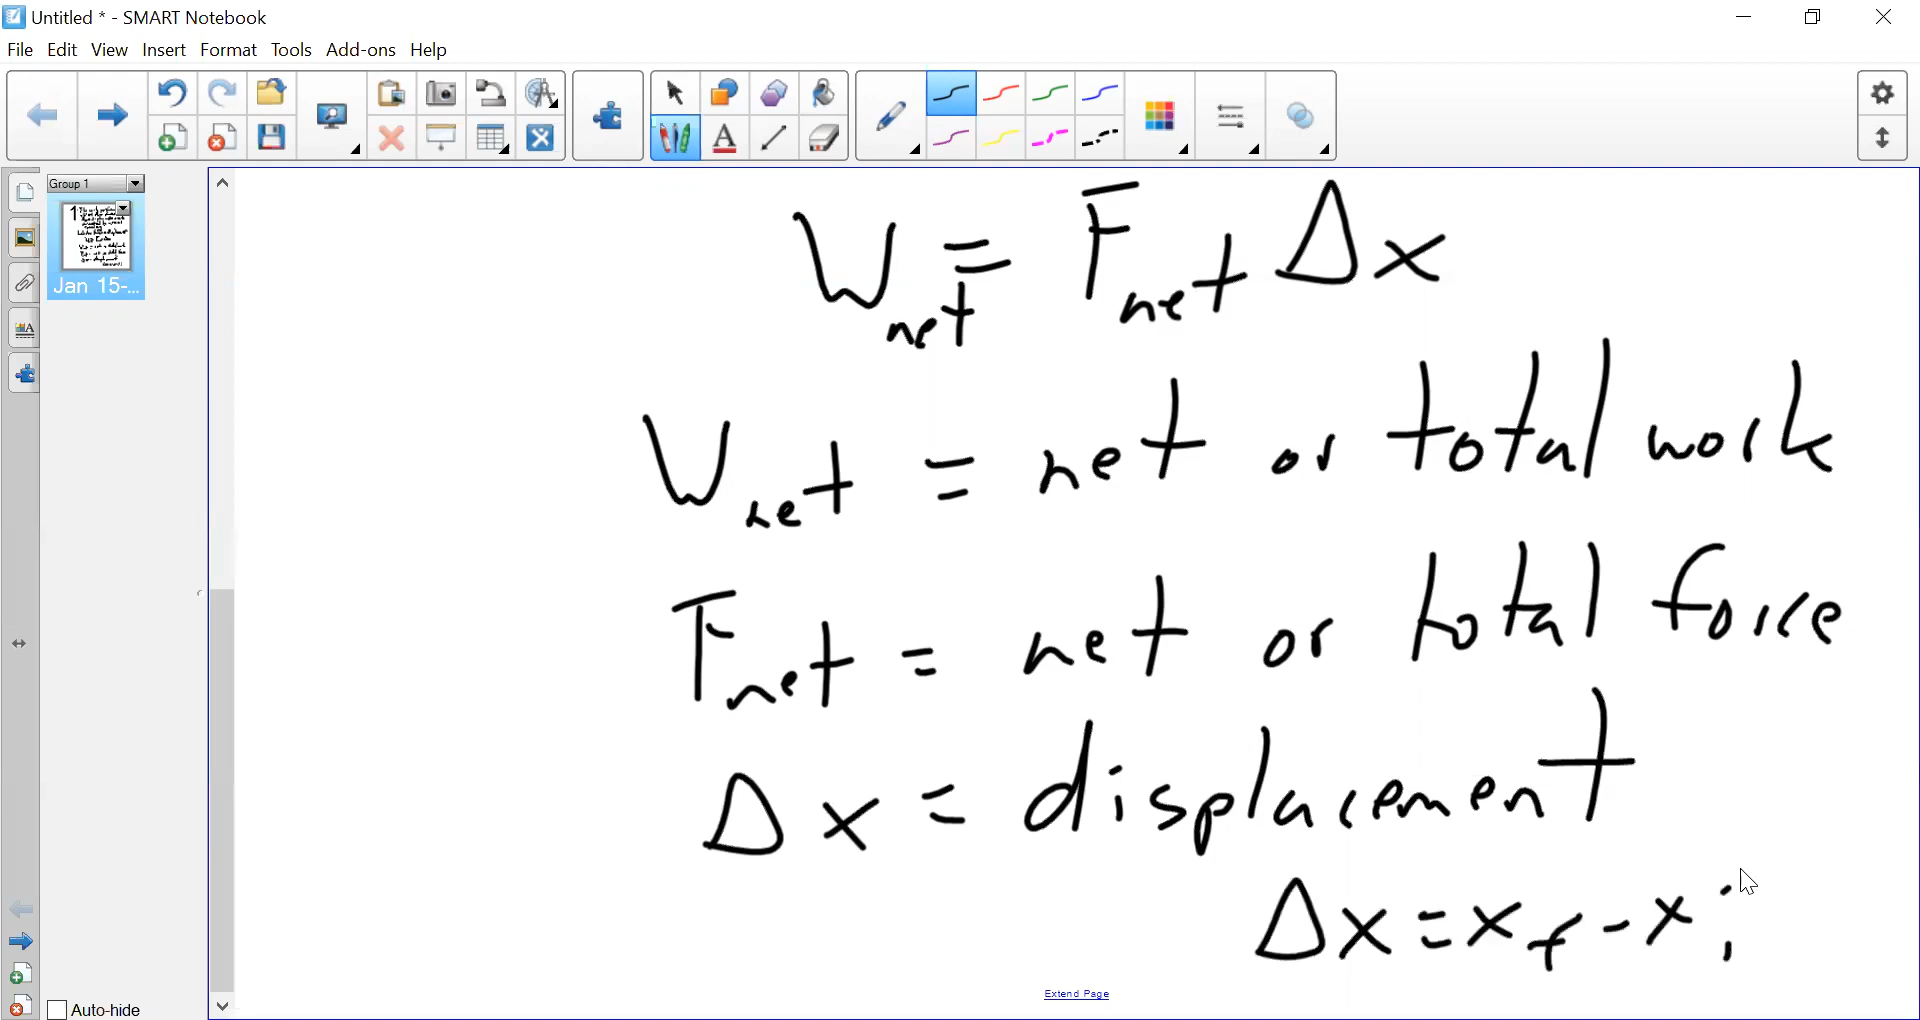 Untitled * - SMART Notebook
File Edit View Insert Format Tools Add-ons Help
Group 1
1
Jan 15-...
W_net = F_net Δx
W_net = net or total work
F_net = net or total force
Δx = displacement
Δx = x_f - x_i
Extend Page
Auto-hide